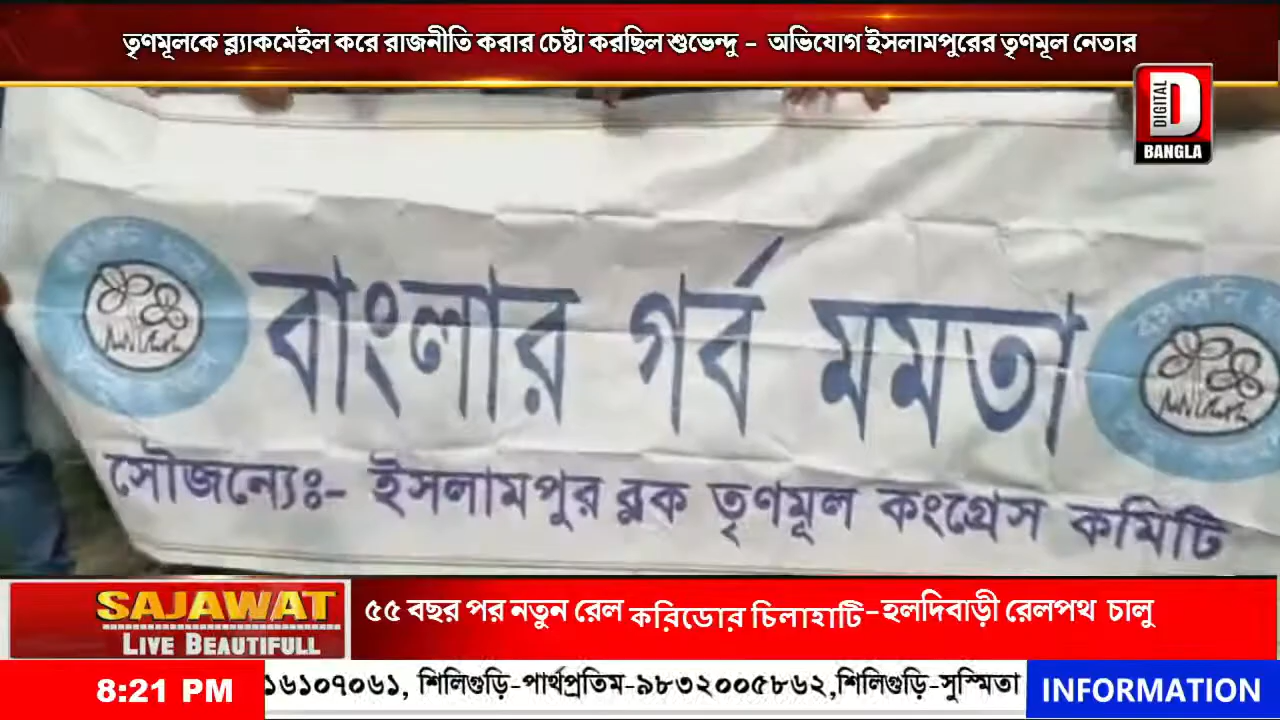 তৃণমূলকে ব্ল্যাকমেইল করে রাজনীতি করার চেষ্টা করছিল শুভেন্দু - অভিযোগ ইসলামপুরের তৃণমূল নেতার
DIGITAL
D
BANGLA
বাংলার গর্ব মমতা
সৌজন্যেঃ- ইসলামপুর ব্লক তৃণমূল কংগ্রেস কমিটি
SAJAWAT
LIVE BEAUTIFULL
৫৫ বছর পর নতুন রেল করিডোর চিলাহাটি-হলদিবাড়ী রেলপথ চালু
8:21 PM
১৬১০৭০৬১, শিলিগুড়ি-পার্থপ্রতিম-৯৮৩২০০৫৮৬২,শিলিগুড়ি-সুস্মিতা
INFORMATION